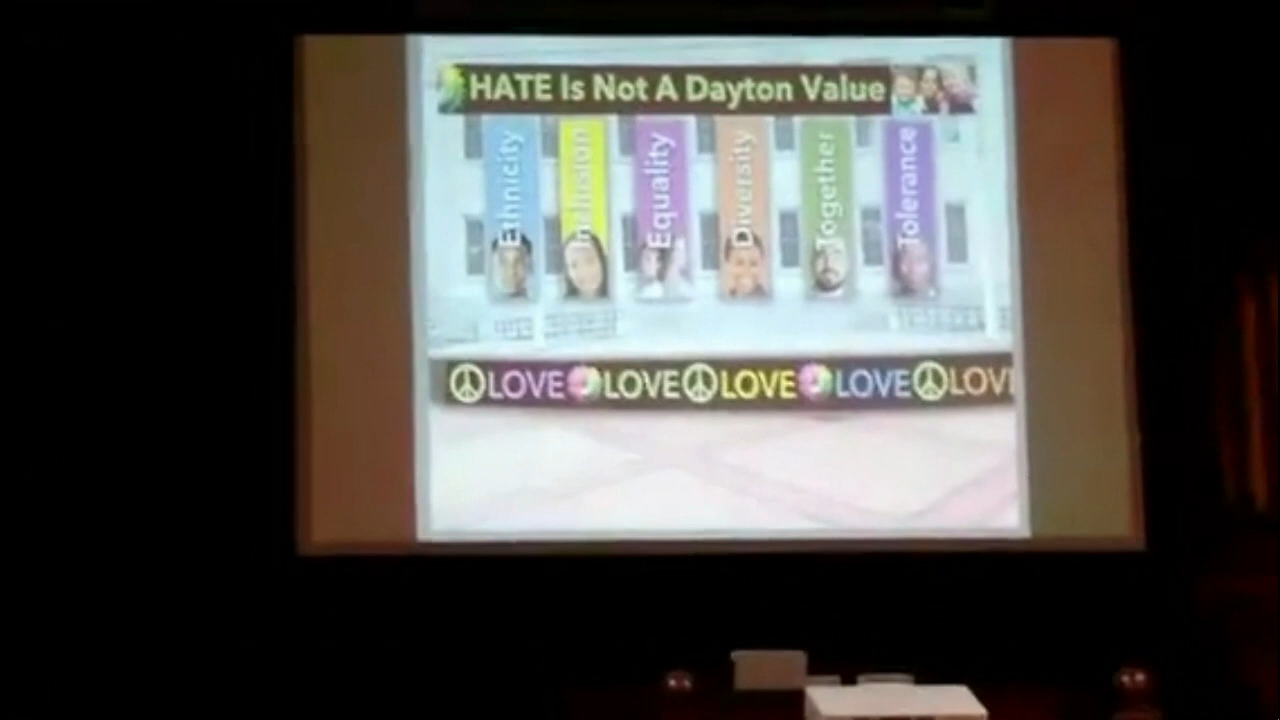 HATE Is Not A Dayton Value
Ethnicity
Inclusion
Equality
Diversity
Together
Tolerance
LOVE LOVE LOVE LOVE LOVE